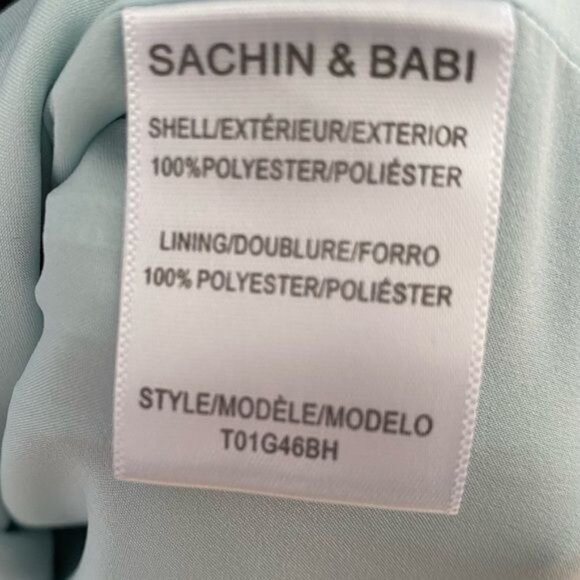 SACHIN & BABI
SHELL/EXTÉRIEUR/EXTERIOR
100%POLYESTER/POLIÉSTER
LINING/DOUBLURE/FORRO
100% POLYESTER/POLIÉSTER
STYLE/MODÈLE/MODELO
T01G46BH